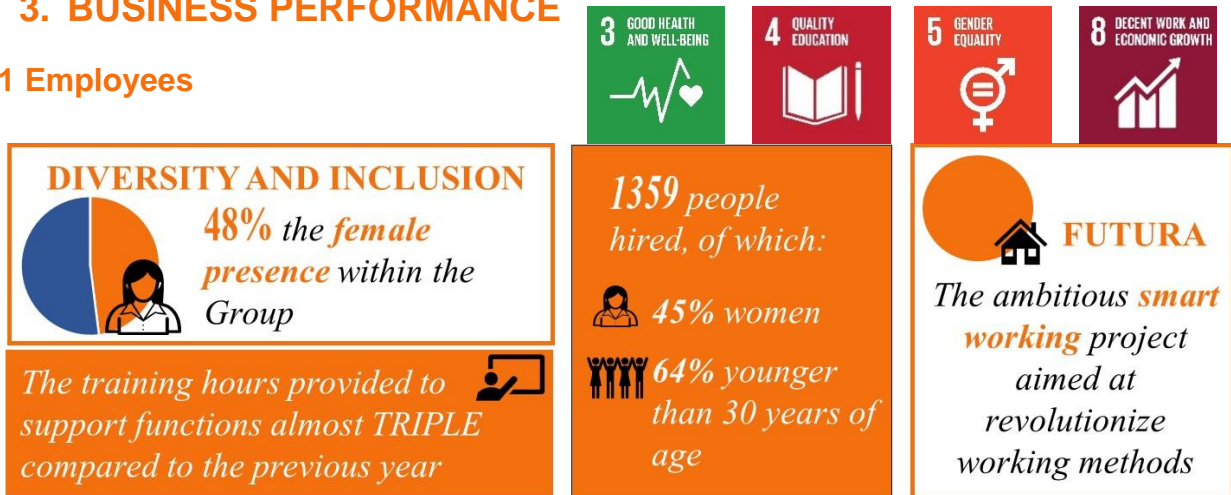 3. BUSINESS PERFORMANCE
1 Employees
3 GOOD HEALTH
AND WELL-BEING
4 QUALITY
EDUCATION
5 GENDER
EQUALITY
8 DECENT WORK AND
ECONOMIC GROWTH
DIVERSITY AND INCLUSION
48% the female
presence within the
Group
The training hours provided to
support functions almost TRIPLE
compared to the previous year
1359 people
hired, of which:
45% women
64% younger
than 30 years of
age
FUTURA
The ambitious smart
working project
aimed at
revolutionize
working methods